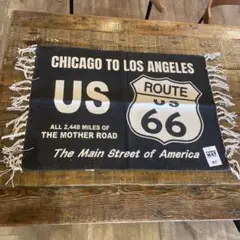 CHICAGO TO LOS ANGELES
US
ROUTE
US
66
ALL 2,448 MILES OF
THE MOTHER ROAD
The Main Street of America